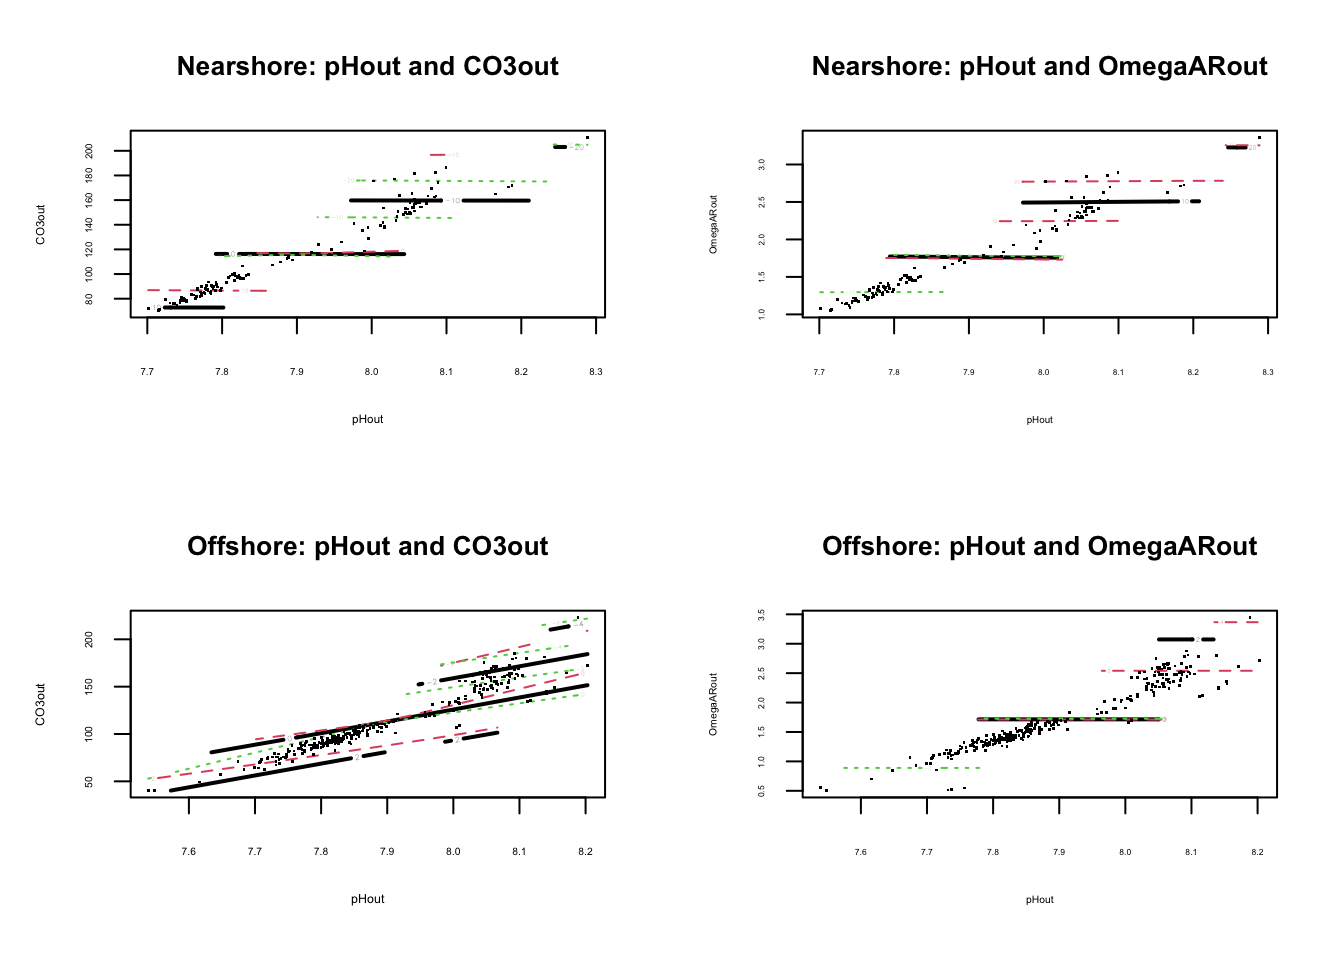 Nearshore: pHout and CO3out
CO3out
80 100 120 140 160 180 200
7.7 7.8 7.9 8.0 8.1 8.2 8.3
pHout
Nearshore: pHout and OmegaARout
OmegaARout
1.0 1.5 2.0 2.5 3.0
7.7 7.8 7.9 8.0 8.1 8.2 8.3
pHout
Offshore: pHout and CO3out
CO3out
50 100 150 200
7.6 7.7 7.8 7.9 8.0 8.1 8.2
pHout
Offshore: pHout and OmegaARout
OmegaARout
0.5 1.0 1.5 2.0 2.5 3.0 3.5
7.6 7.7 7.8 7.9 8.0 8.1 8.2
pHout